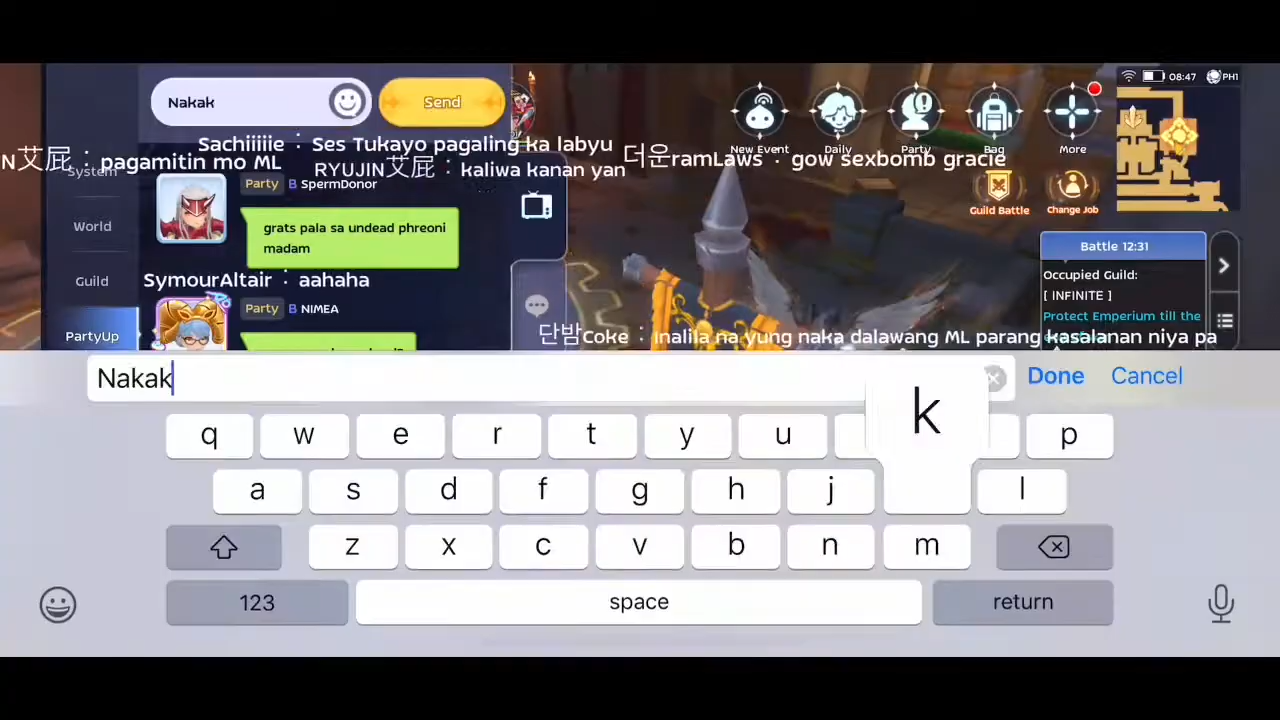 08:47
PH1
Nakak
Send
Sachiiiiie : Ses Tukayo pagaling ka labyu
New Event
Daily
Party
Bag
More
N艾屁 : pagamitin mo ML
RYUJIN艾屁 : kaliwa kanan yan
더운ramLaws : gow sexbomb gracie
System
Party B SpermDonor
Guild Battle
Change Job
World
grats pala sa undead phreoni
madam
Battle 12:31
Guild
SymourAltair : aahaha
Occupied Guild:
[ INFINITE ]
Party B NIMEA
Protect Emperium till the
PartyUp
단밤Coke : inalila na yung naka dalawang ML parang kasalanan niya pa
Nakak
Done
Cancel
k
q w e r t y u p
a s d f g h j l
z x c v b n m
123
space
return